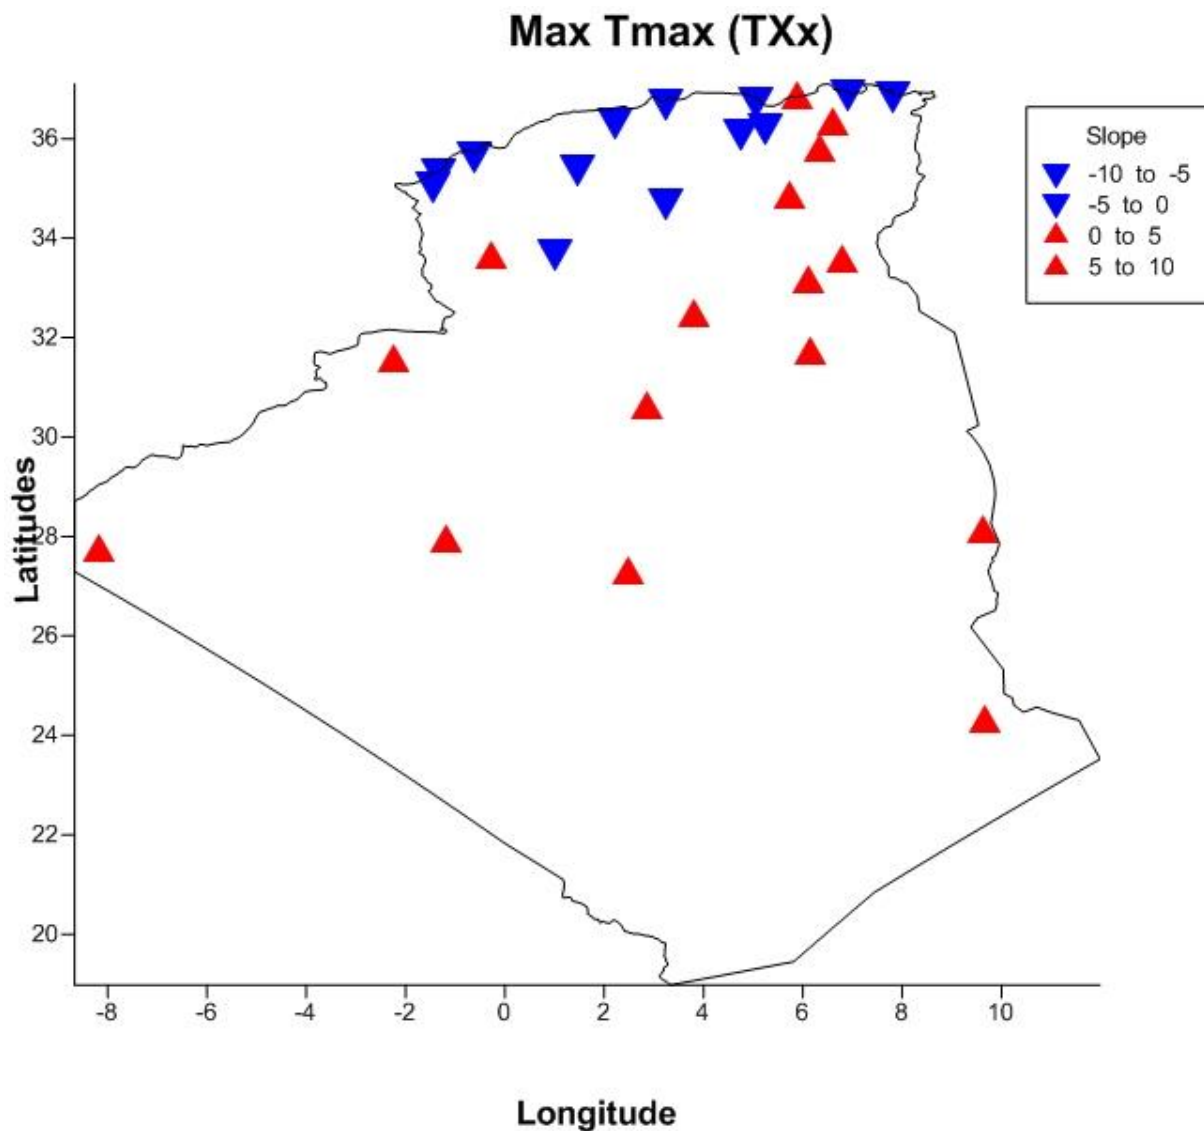 Max Tmax (TXx)
36
34
32
30
28
26
24
22
20
Latitudes
-8 -6 -4 -2 0 2 4 6 8 10
Longitude
Slope
-10 to -5
-5 to 0
0 to 5
5 to 10